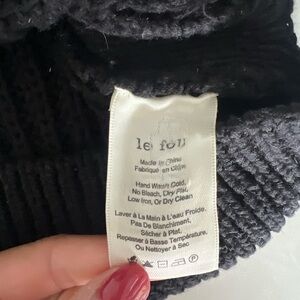 le fou
Made in China
Fabriqué en Chine
Hand Wash Cold,
No Bleach, Dry Flat,
Low Iron, Or Dry Clean
Laver à La Main à L'eau Froide,
Pas De Blanchiment,
Sécher à Plat,
Repasser à Basse Température,
Ou Nettoyer à Sec